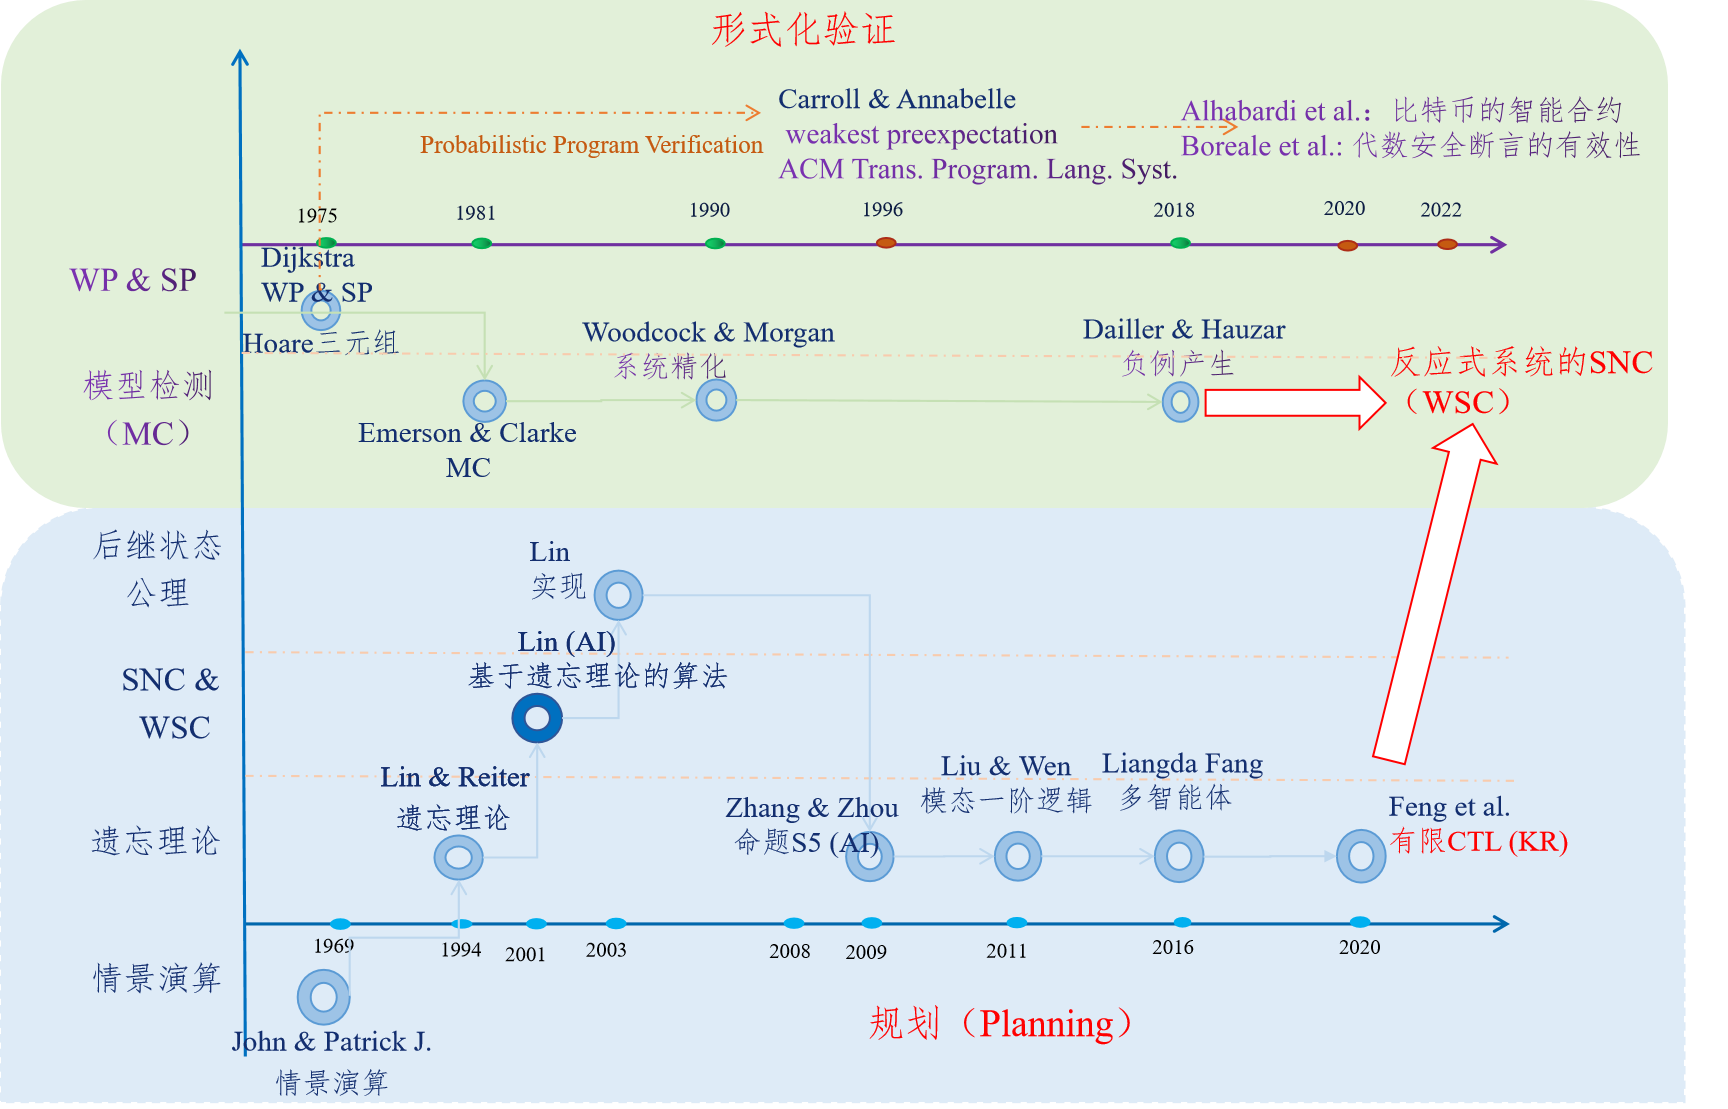 形式化验证
Carroll & Annabelle
weakest preexpectation
ACM Trans. Program. Lang. Syst.
Probabilistic Program Verification
Alhabardi et al.：比特币的智能合约
Boreale et al.: 代数安全断言的有效性
1975
1981
1990
1996
2018
2020
2022
WP & SP
Dijkstra
WP & SP
Hoare三元组
模型检测
（MC）
Emerson & Clarke
MC
Woodcock & Morgan
系统精化
Dailler & Hauzar
负例产生
反应式系统的SNC
（WSC）
后继状态
公理
Lin
实现
SNC &
WSC
Lin (AI)
基于遗忘理论的算法
遗忘理论
Lin & Reiter
遗忘理论
Zhang & Zhou
命题S5 (AI)
Liu & Wen
模态一阶逻辑
Liangda Fang
多智能体
Feng et al.
有限CTL (KR)
1969
1994
2001
2003
2008
2009
2011
2016
2020
情景演算
John & Patrick J.
情景演算
规划（Planning）